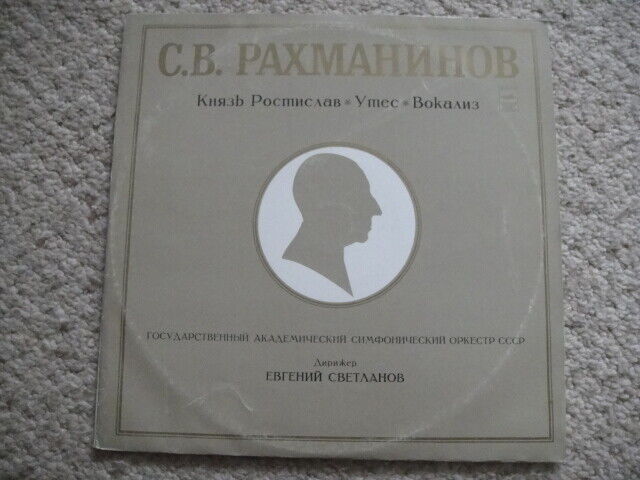 С.В. РАХМАНИНОВ
Князь Ростислав * Утес * Вокализ
ГОСУДАРСТВЕННЫЙ АКАДЕМИЧЕСКИЙ СИМФОНИЧЕСКИЙ ОРКЕСТР СССР
Дирижер
ЕВГЕНИЙ СВЕТЛАНОВ